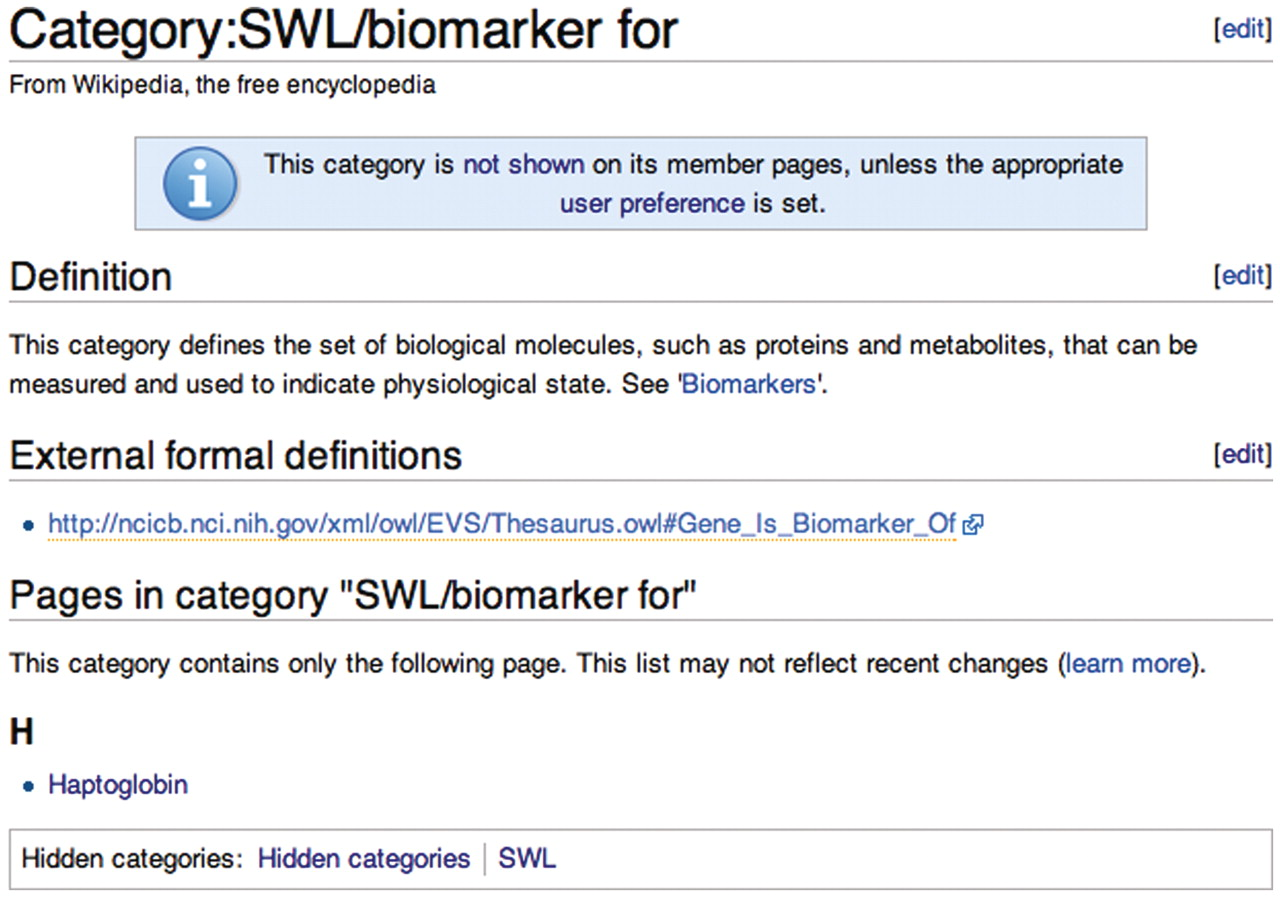 Category:SWL/biomarker for [edit]
From Wikipedia, the free encyclopedia
This category is not shown on its member pages, unless the appropriate
user preference is set.
Definition [edit]
This category defines the set of biological molecules, such as proteins and metabolites, that can be
measured and used to indicate physiological state. See 'Biomarkers'.
External formal definitions [edit]
• http://ncicb.nci.nih.gov/xml/owl/EVS/Thesaurus.owl#Gene_Is_Biomarker_Of
Pages in category "SWL/biomarker for"
This category contains only the following page. This list may not reflect recent changes (learn more).
H
• Haptoglobin
Hidden categories: Hidden categories | SWL